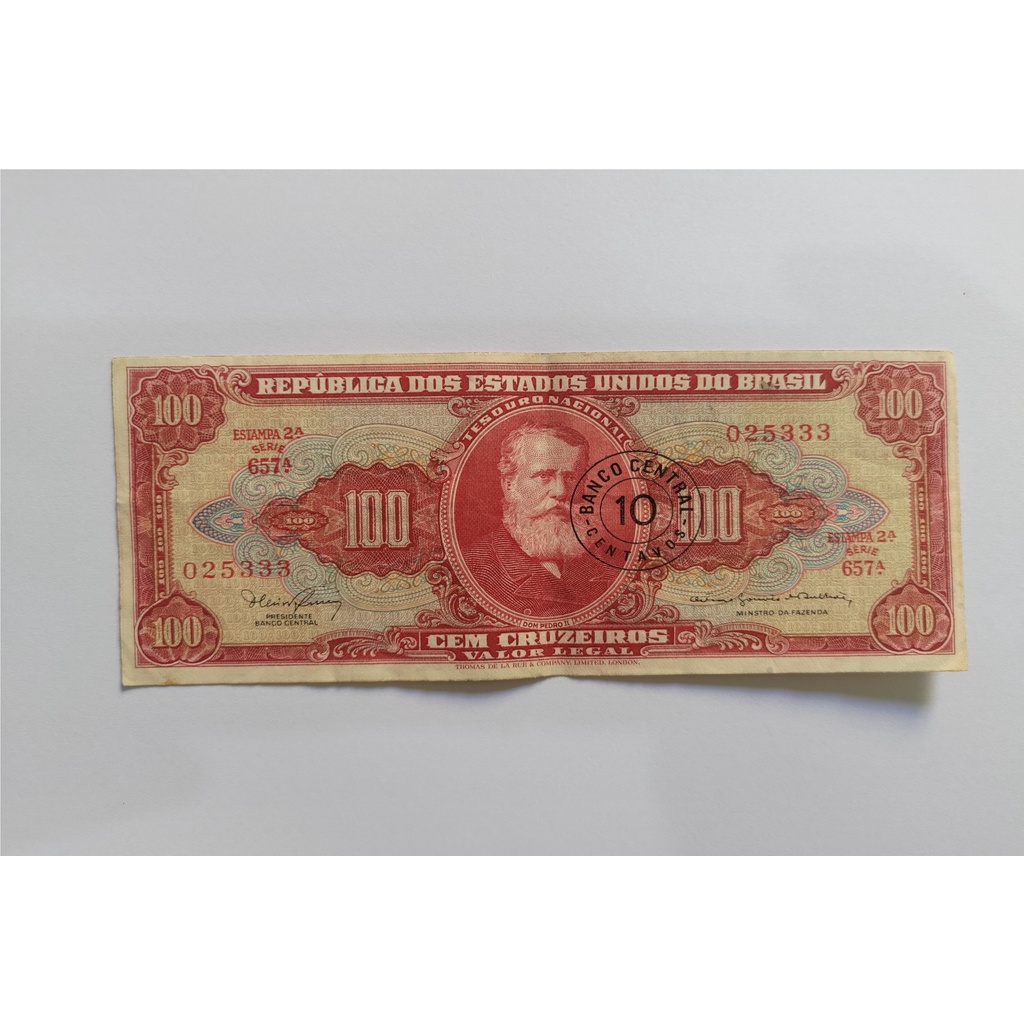 REPÚBLICA DOS ESTADOS UNIDOS DO BRASIL
100
100
TESOURO NACIONAL
ESTAMPA 2ª
SÉRIE
657ª
025333
100
100
BANCO CENTRAL
10
CENTAVOS
100
100
ESTAMPA 2ª
SÉRIE
657ª
025333
PRESIDENTE
BANCO CENTRAL
MINSTRO DA FAZENDA
DOM PEDRO II
100
100
CEM CRUZEIROS
VALOR LEGAL
THOMAS DE LA RUE & COMPANY, LIMITED, LONDON.